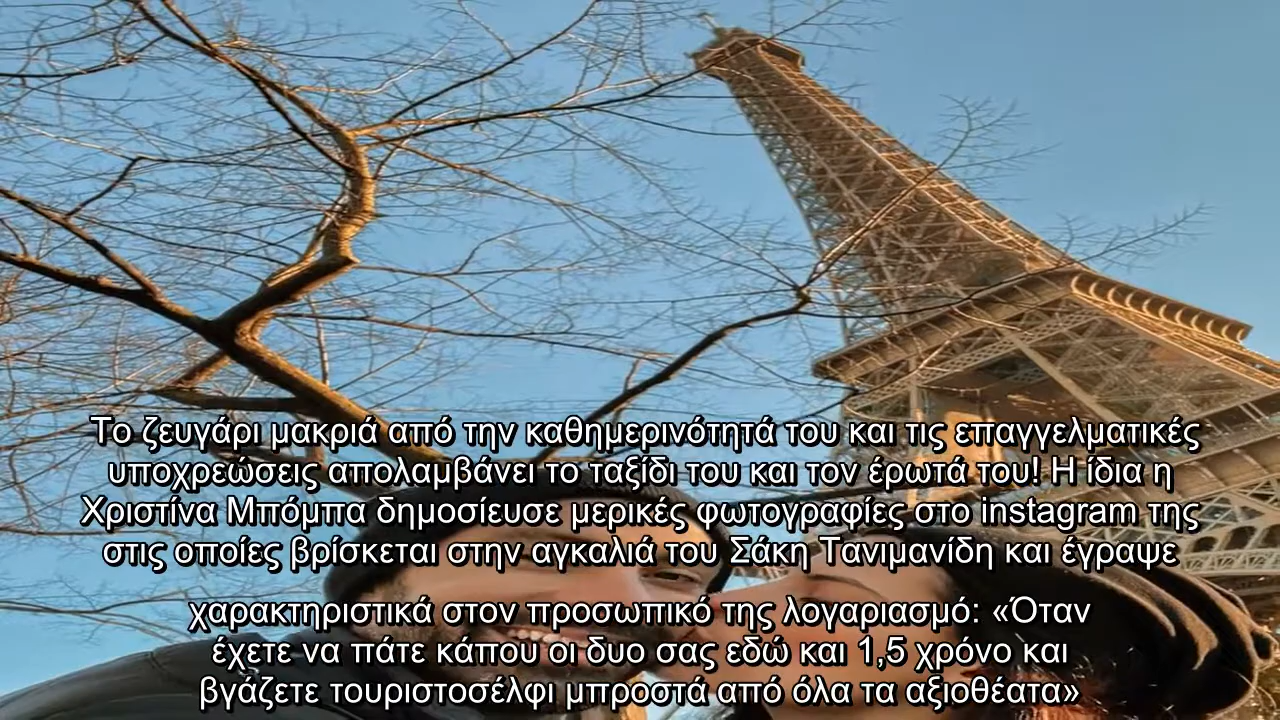 Το ζευγάρι μακριά από την καθημερινότητά του και τις επαγγελματικές
υποχρεώσεις απολαμβάνει το ταξίδι του και τον έρωτά του! Η ίδια η
Χριστίνα Μπόμπα δημοσίευσε μερικές φωτογραφίες στο instagram της
στις οποίες βρίσκεται στην αγκαλιά του Σάκη Τανιμανίδη και έγραψε
χαρακτηριστικά στον προσωπικό της λογαριασμό: «Όταν
έχετε να πάτε κάπου οι δυο σας εδώ και 1,5 χρόνο και
βγάζετε τουριστοσέλφι μπροστά από όλα τα αξιοθέατα»